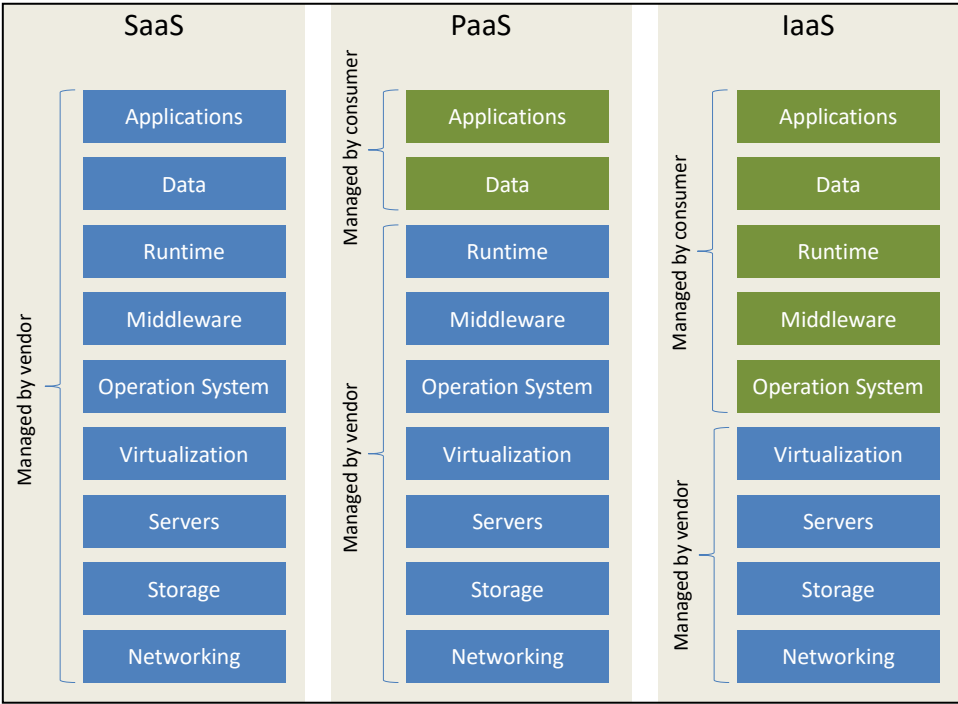 SaaS
Managed by vendor
Applications
Data
Runtime
Middleware
Operation System
Virtualization
Servers
Storage
Networking
PaaS
Managed by consumer
Managed by vendor
Applications
Data
Runtime
Middleware
Operation System
Virtualization
Servers
Storage
Networking
IaaS
Managed by consumer
Managed by vendor
Applications
Data
Runtime
Middleware
Operation System
Virtualization
Servers
Storage
Networking